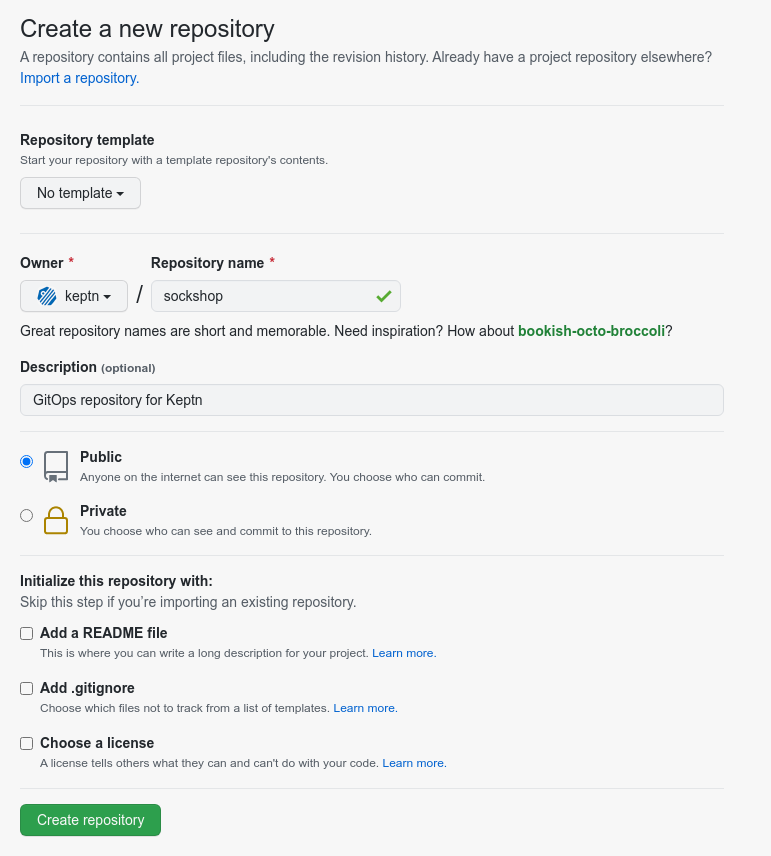 Create a new repository
A repository contains all project files, including the revision history. Already have a project repository elsewhere?
Import a repository.
Repository template
Start your repository with a template repository's contents.
No template
Owner * Repository name *
keptn / sockshop
Great repository names are short and memorable. Need inspiration? How about bookish-octo-broccoli?
Description (optional)
GitOps repository for Keptn
Public
Anyone on the internet can see this repository. You choose who can commit.
Private
You choose who can see and commit to this repository.
Initialize this repository with:
Skip this step if you’re importing an existing repository.
Add a README file
This is where you can write a long description for your project. Learn more.
Add .gitignore
Choose which files not to track from a list of templates. Learn more.
Choose a license
A license tells others what they can and can't do with your code. Learn more.
Create repository